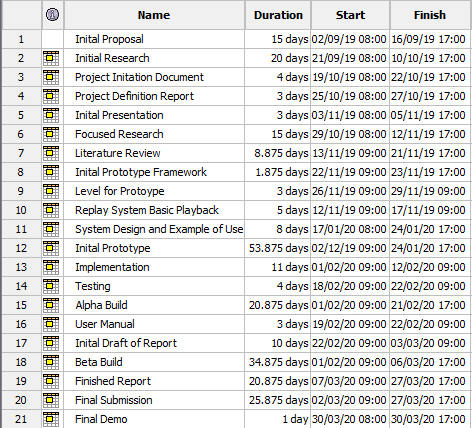 Name Duration Start Finish
1 Inital Proposal 15 days 02/09/19 08:00 16/09/19 17:00
2 Initial Research 20 days 21/09/19 08:00 10/10/19 17:00
3 Project Initation Document 4 days 19/10/19 08:00 22/10/19 17:00
4 Project Definition Report 3 days 25/10/19 08:00 27/10/19 17:00
5 Inital Presentation 3 days 03/11/19 08:00 05/11/19 17:00
6 Focused Research 15 days 29/10/19 08:00 12/11/19 17:00
7 Literature Review 8.875 days 13/11/19 09:00 21/11/19 17:00
8 Inital Prototype Framework 1.875 days 22/11/19 09:00 23/11/19 17:00
9 Level for Protoype 3 days 26/11/19 09:00 29/11/19 09:00
10 Replay System Basic Playback 5 days 12/11/19 09:00 17/11/19 09:00
11 System Design and Example of Use 8 days 17/01/20 08:00 24/01/20 17:00
12 Inital Prototype 53.875 days 02/12/19 09:00 24/01/20 17:00
13 Implementation 11 days 01/02/20 09:00 12/02/20 09:00
14 Testing 4 days 18/02/20 09:00 22/02/20 09:00
15 Alpha Build 20.875 days 01/02/20 09:00 21/02/20 17:00
16 User Manual 3 days 19/02/20 09:00 22/02/20 09:00
17 Inital Draft of Report 10 days 22/02/20 09:00 03/03/20 09:00
18 Beta Build 34.875 days 01/02/20 09:00 06/03/20 17:00
19 Finished Report 20.875 days 07/03/20 09:00 27/03/20 17:00
20 Final Submission 25.875 days 02/03/20 09:00 27/03/20 17:00
21 Final Demo 1 day 30/03/20 08:00 30/03/20 17:00